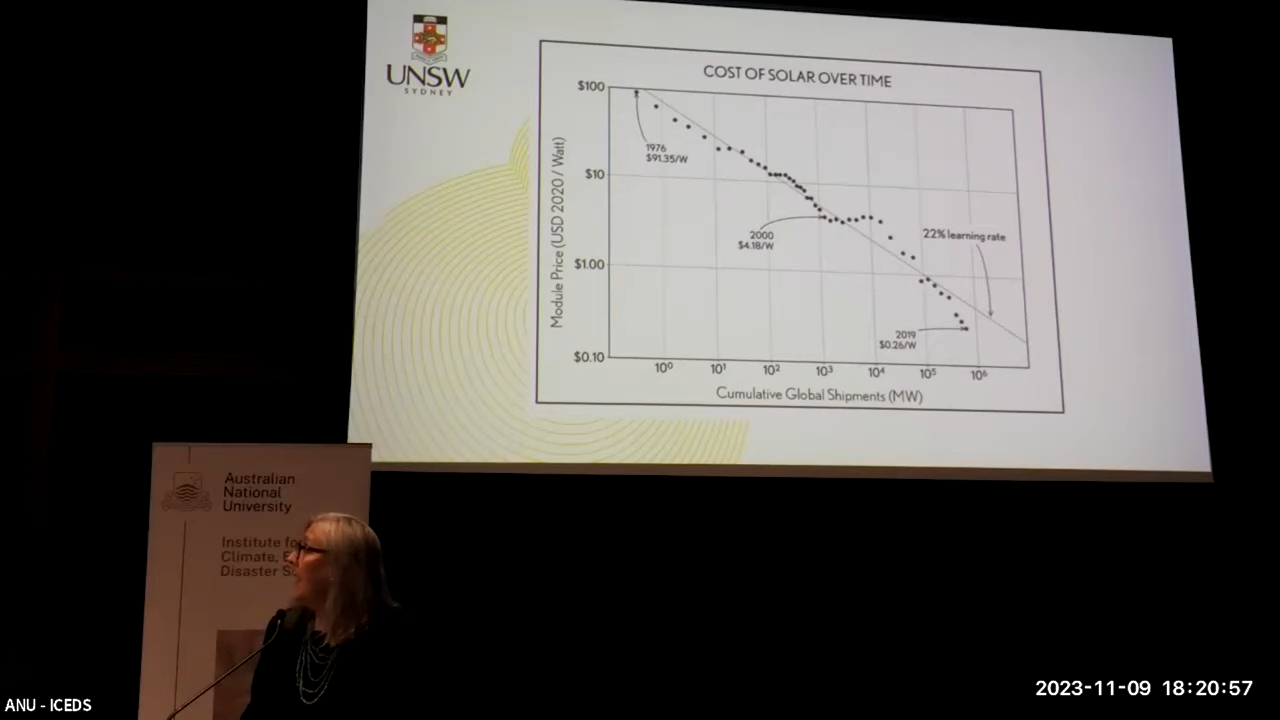 UNSW
SYDNEY
COST OF SOLAR OVER TIME
Module Price (USD 2020 / Watt)
$100
$10
$1.00
$0.10
1976
$91.35/W
2000
$4.18/W
22% learning rate
2019
$0.26/W
10⁰ 10¹ 10² 10³ 10⁴ 10⁵ 10⁶
Cumulative Global Shipments (MW)
Australian
National
University
Institute for
Climate,
Disaster
ANU - ICEDS
2023-11-09 18:20:57